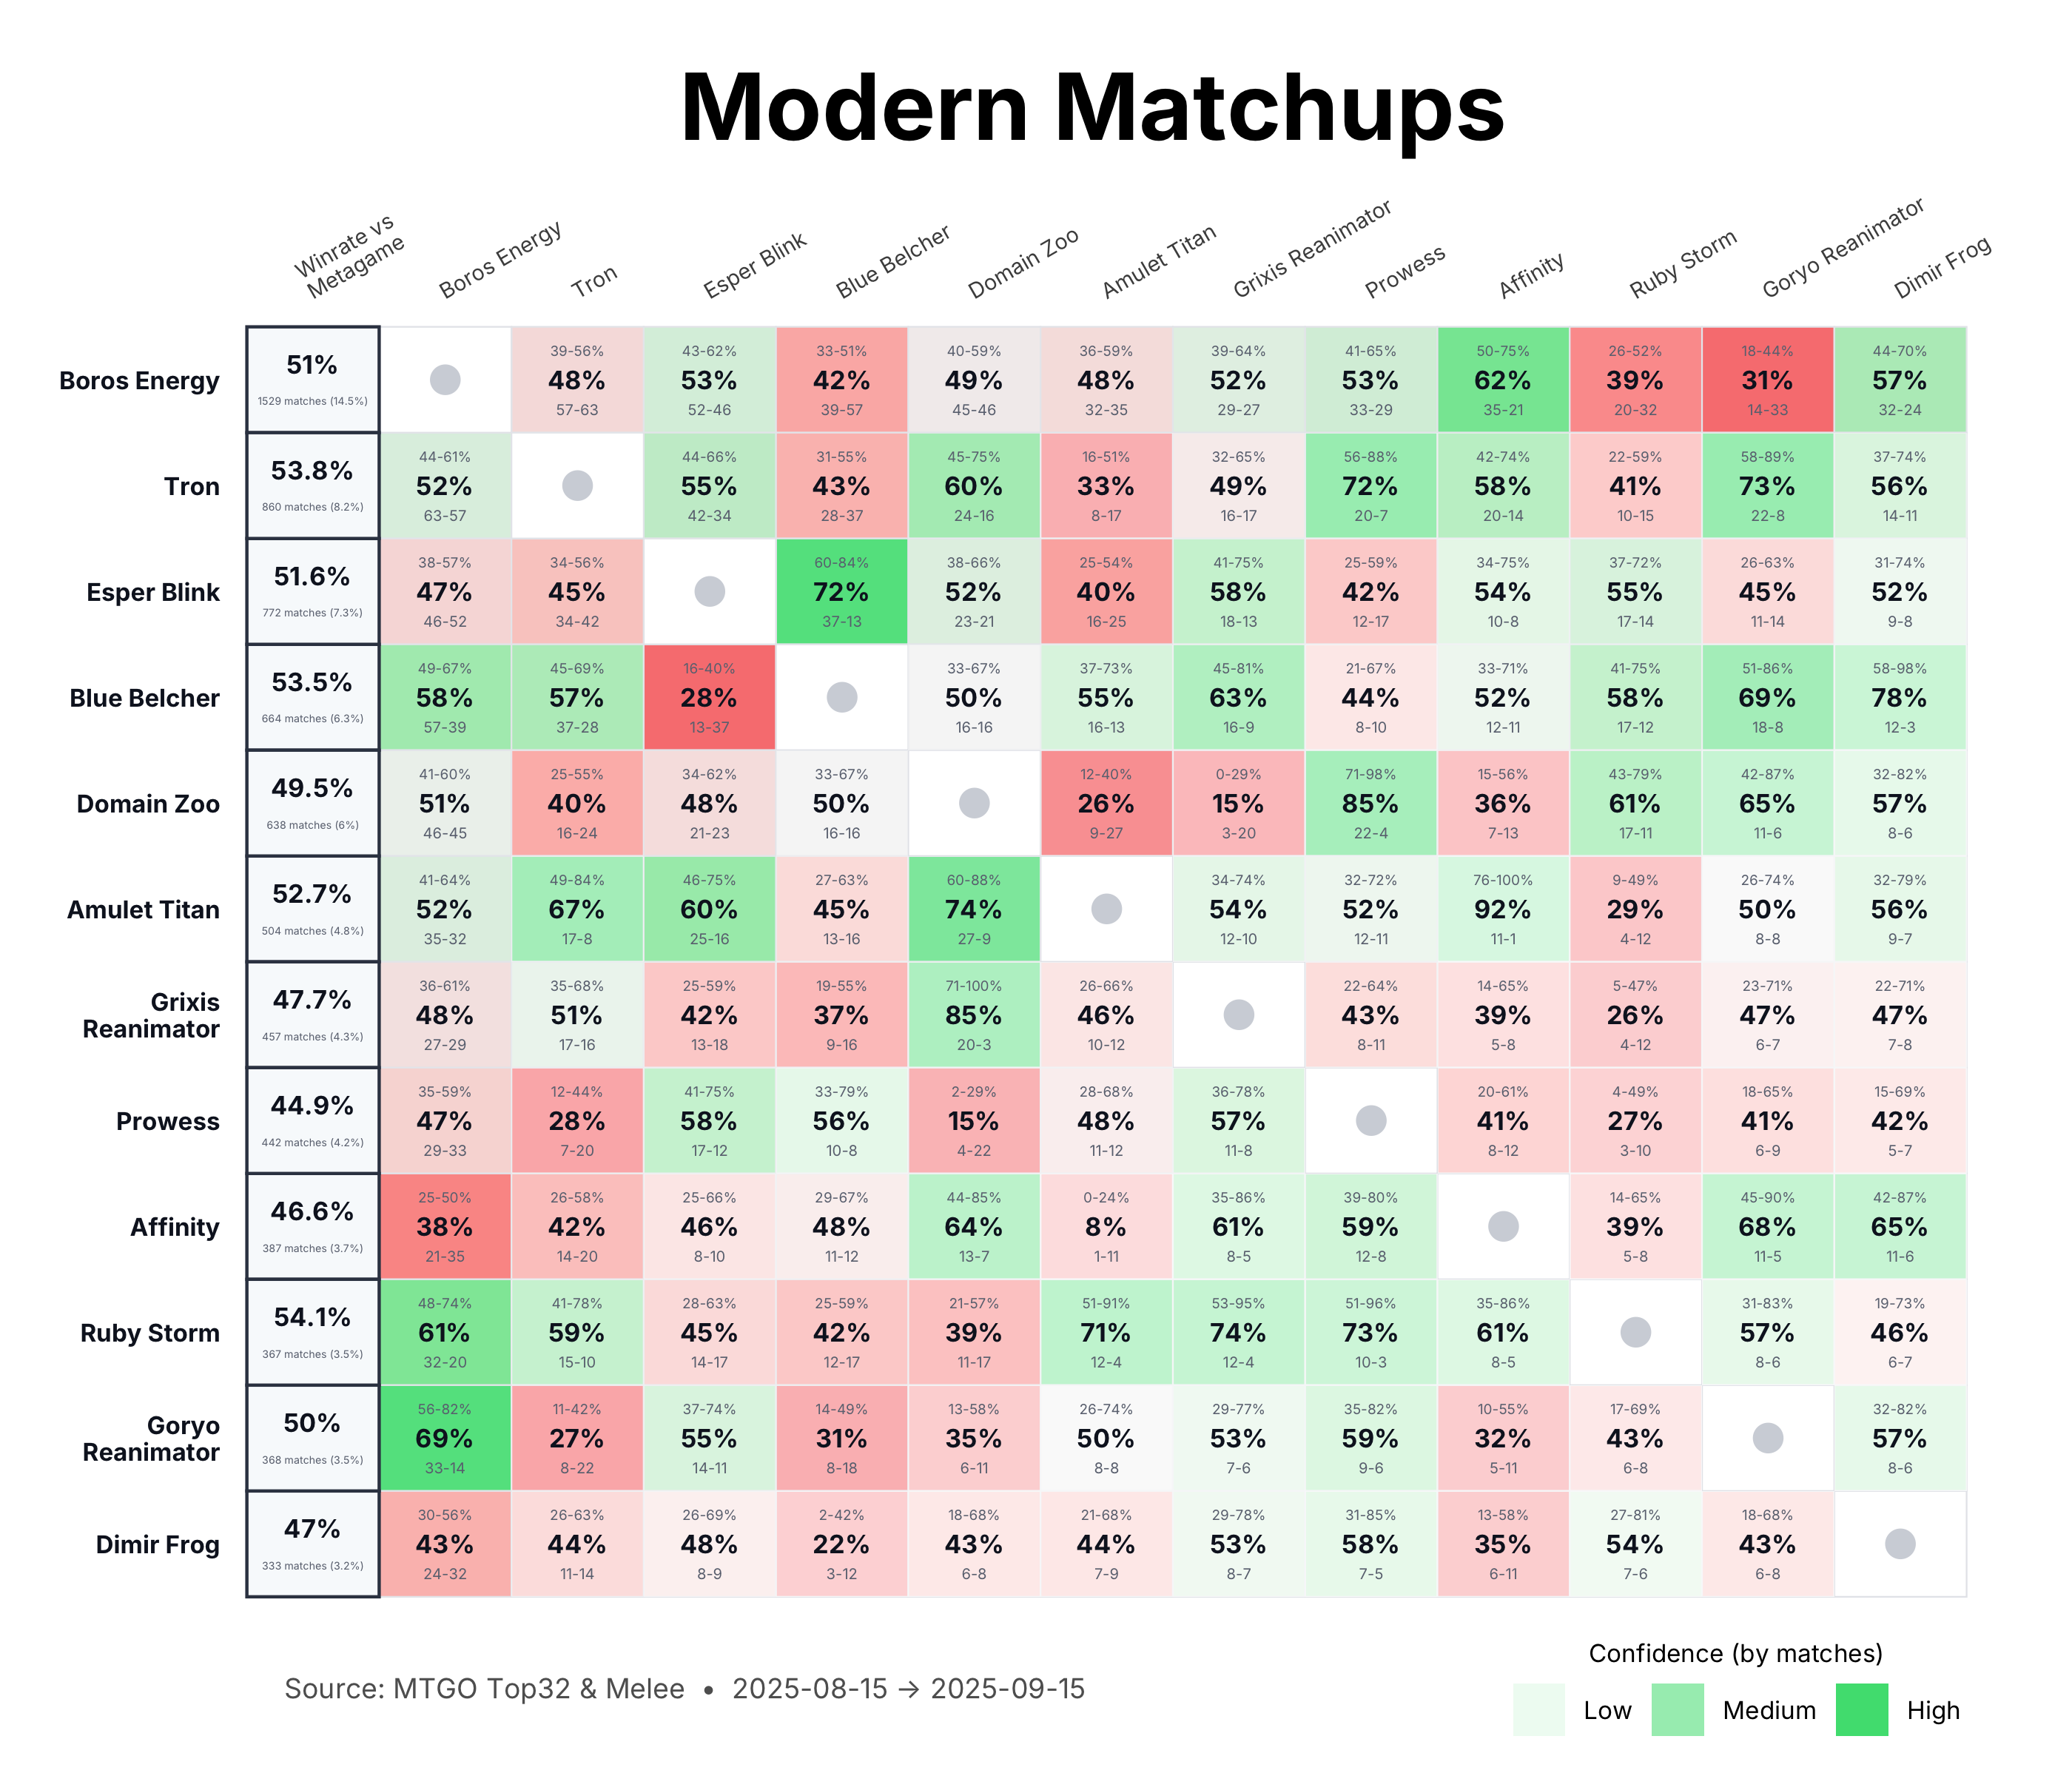 Modern Matchups
Winrate vs
Metagame
Boros Energy
Tron
Esper Blink
Blue Belcher
Domain Zoo
Amulet Titan
Grixis Reanimator
Prowess
Affinity
Ruby Storm
Goryo Reanimator
Dimir Frog
39-56% 43-62% 33-51% 40-59% 36-59% 39-64% 41-65% 50-75% 26-52% 18-44% 44-70%
Boros Energy 51% 48% 53% 42% 49% 48% 52% 53% 62% 39% 31% 57%
1529 matches (14.5%) 57-63 52-46 39-57 45-46 32-35 29-27 33-29 35-21 20-32 14-33 32-24
44-61% 44-66% 31-55% 45-75% 16-51% 32-65% 56-88% 42-74% 22-59% 58-89% 37-74%
Tron 53.8% 52% 55% 43% 60% 33% 49% 72% 58% 41% 73% 56%
860 matches (8.2%) 63-57 42-34 28-37 24-16 8-17 16-17 20-7 20-14 10-15 22-8 14-11
38-57% 34-56% 60-84% 38-66% 25-54% 41-75% 25-59% 34-75% 37-72% 26-63% 31-74%
Esper Blink 51.6% 47% 45% 72% 52% 40% 58% 42% 54% 55% 45% 52%
772 matches (7.3%) 46-52 34-42 37-13 23-21 16-25 18-13 12-17 10-8 17-14 11-14 9-8
49-67% 45-69% 16-40% 33-67% 37-73% 45-81% 21-67% 33-71% 41-75% 51-86% 58-98%
Blue Belcher 53.5% 58% 57% 28% 50% 55% 63% 44% 52% 58% 69% 78%
664 matches (6.3%) 57-39 37-28 13-37 16-16 16-13 16-9 8-10 12-11 17-12 18-8 12-3
41-60% 25-55% 34-62% 33-67% 12-40% 0-29% 71-98% 15-56% 43-79% 42-87% 32-82%
Domain Zoo 49.5% 51% 40% 48% 50% 26% 15% 85% 36% 61% 65% 57%
638 matches (6%) 46-45 16-24 21-23 16-16 9-27 3-20 22-4 7-13 17-11 11-6 8-6
41-64% 49-84% 46-75% 27-63% 60-88% 34-74% 32-72% 76-100% 9-49% 26-74% 32-79%
Amulet Titan 52.7% 52% 67% 60% 45% 74% 54% 52% 92% 29% 50% 56%
504 matches (4.8%) 35-32 17-8 25-16 13-16 27-9 12-10 12-11 11-1 4-12 8-8 9-7
36-61% 35-68% 25-59% 19-55% 71-100% 26-66% 22-64% 14-65% 5-47% 23-71% 22-71%
Grixis
Reanimator 47.7% 48% 51% 42% 37% 85% 46% 43% 39% 26% 47% 47%
457 matches (4.3%) 27-29 17-16 13-18 9-16 20-3 10-12 8-11 5-8 4-12 6-7 7-8
35-59% 12-44% 41-75% 33-79% 2-29% 28-68% 36-78% 20-61% 4-49% 18-65% 15-69%
Prowess 44.9% 47% 28% 58% 56% 15% 48% 57% 41% 27% 41% 42%
442 matches (4.2%) 29-33 7-20 17-12 10-8 4-22 11-12 11-8 8-12 3-10 6-9 5-7
25-50% 26-58% 25-66% 29-67% 44-85% 0-24% 35-86% 39-80% 14-65% 45-90% 42-87%
Affinity 46.6% 38% 42% 46% 48% 64% 8% 61% 59% 39% 68% 65%
387 matches (3.7%) 21-35 14-20 8-10 11-12 13-7 1-11 8-5 12-8 5-8 11-5 11-6
48-74% 41-78% 28-63% 25-59% 21-57% 51-91% 53-95% 51-96% 35-86% 31-83% 19-73%
Ruby Storm 54.1% 61% 59% 45% 42% 39% 71% 74% 73% 61% 57% 46%
367 matches (3.5%) 32-20 15-10 14-17 12-17 11-17 12-4 12-4 10-3 8-5 8-6 6-7
56-82% 11-42% 37-74% 14-49% 13-58% 26-74% 29-77% 35-82% 10-55% 17-69% 32-82%
Goryo
Reanimator 50% 69% 27% 55% 31% 35% 50% 53% 59% 32% 43% 57%
368 matches (3.5%) 33-14 8-22 14-11 8-18 6-11 8-8 7-6 9-6 5-11 6-8 8-6
30-56% 26-63% 26-69% 2-42% 18-68% 21-68% 29-78% 31-85% 13-58% 27-81% 18-68%
Dimir Frog 47% 43% 44% 48% 22% 43% 44% 53% 58% 35% 54% 43%
333 matches (3.2%) 24-32 11-14 8-9 3-12 6-8 7-9 8-7 7-5 6-11 7-6 6-8
Confidence (by matches)
Source: MTGO Top32 & Melee • 2025-08-15 → 2025-09-15
Low Medium High